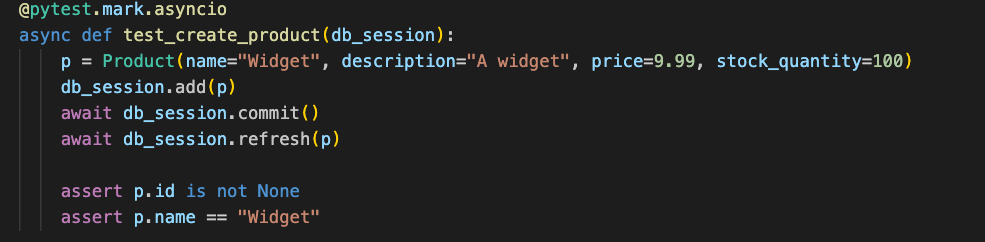 @pytest.mark.asyncio
async def test_create_product(db_session):
    p = Product(name="Widget", description="A widget", price=9.99, stock_quantity=100)
    db_session.add(p)
    await db_session.commit()
    await db_session.refresh(p)

    assert p.id is not None
    assert p.name == "Widget"